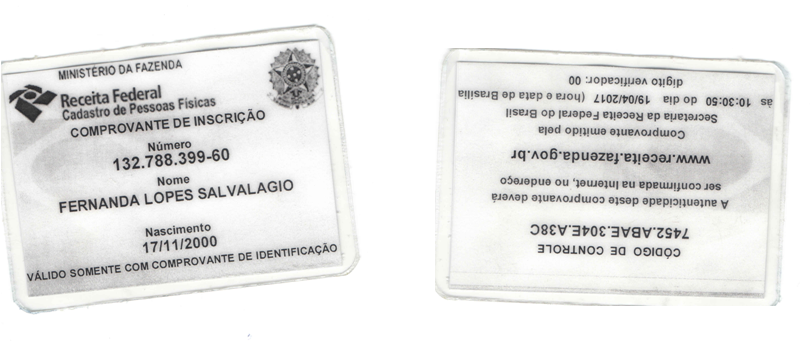 MINISTÉRIO DA FAZENDA
Receita Federal
Cadastro de Pessoas Físicas
COMPROVANTE DE INSCRIÇÃO
Número
132.788.399-60
Nome
FERNANDA LOPES SALVALAGIO
Nascimento
17/11/2000
VÁLIDO SOMENTE COM COMPROVANTE DE IDENTIFICAÇÃO
CÓDIGO DE CONTROLE
7452.ABAE.304E.A38C
A autenticidade deste comprovante deverá
ser confirmada na Internet, no endereço
www.receita.fazenda.gov.br
Comprovante emitido pela
Secretaria da Receita Federal do Brasil
às 10:30:50 do dia 19/04/2017 (hora e data de Brasília
dígito verificador: 00